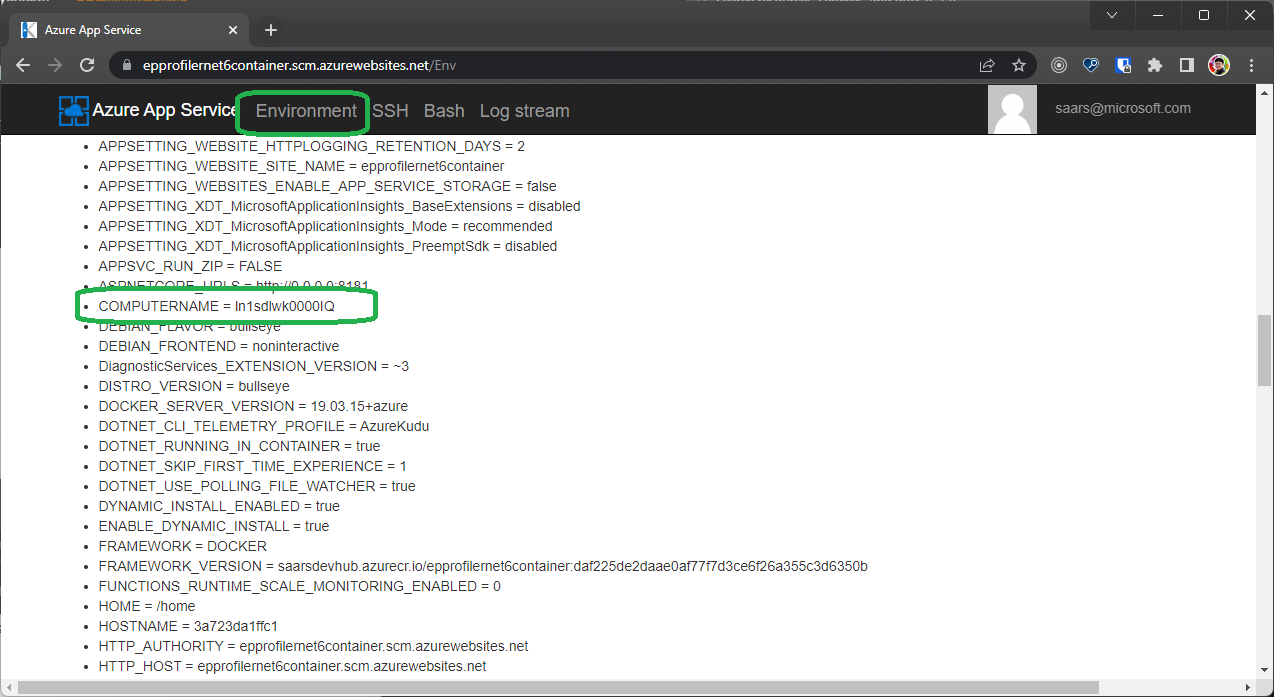 Azure App Service
epprofilernet6container.scm.azurewebsites.net/Env
Azure App Service Environment SSH Bash Log stream saars@microsoft.com
APPSETTING_WEBSITE_HTTPLOGGING_RETENTION_DAYS = 2
APPSETTING_WEBSITE_SITE_NAME = epprofilernet6container
APPSETTING_WEBSITES_ENABLE_APP_SERVICE_STORAGE = false
APPSETTING_XDT_MicrosoftApplicationInsights_BaseExtensions = disabled
APPSETTING_XDT_MicrosoftApplicationInsights_Mode = recommended
APPSETTING_XDT_MicrosoftApplicationInsights_PreemptSdk = disabled
APPSVC_RUN_ZIP = FALSE
ASPNETCORE_URLS = http://0.0.0.0:8181
COMPUTERNAME = ln1sdlwk0000IQ
DEBIAN_FLAVOR = bullseye
DEBIAN_FRONTEND = noninteractive
DiagnosticServices_EXTENSION_VERSION = ~3
DISTRO_VERSION = bullseye
DOCKER_SERVER_VERSION = 19.03.15+azure
DOTNET_CLI_TELEMETRY_PROFILE = AzureKudu
DOTNET_RUNNING_IN_CONTAINER = true
DOTNET_SKIP_FIRST_TIME_EXPERIENCE = 1
DOTNET_USE_POLLING_FILE_WATCHER = true
DYNAMIC_INSTALL_ENABLED = true
ENABLE_DYNAMIC_INSTALL = true
FRAMEWORK = DOCKER
FRAMEWORK_VERSION = saarsdevhub.azurecr.io/epprofilernet6container:daf225de2daae0af77f7d3ce6f26a355c3d6350b
FUNCTIONS_RUNTIME_SCALE_MONITORING_ENABLED = 0
HOME = /home
HOSTNAME = 3a723da1ffc1
HTTP_AUTHORITY = epprofilernet6container.scm.azurewebsites.net
HTTP_HOST = epprofilernet6container.scm.azurewebsites.net